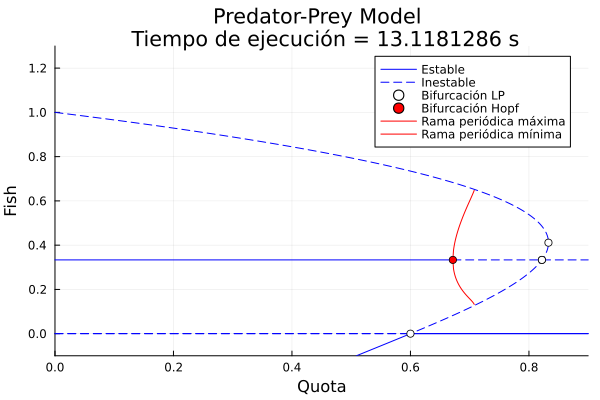 Predator-Prey Model
Tiempo de ejecución = 13.1181286 s
Estable
Inestable
Bifurcación LP
Bifurcación Hopf
Rama periódica máxima
Rama periódica mínima
Fish
1.2
1.0
0.8
0.6
0.4
0.2
0.0
0.0
0.2
0.4
0.6
0.8
Quota